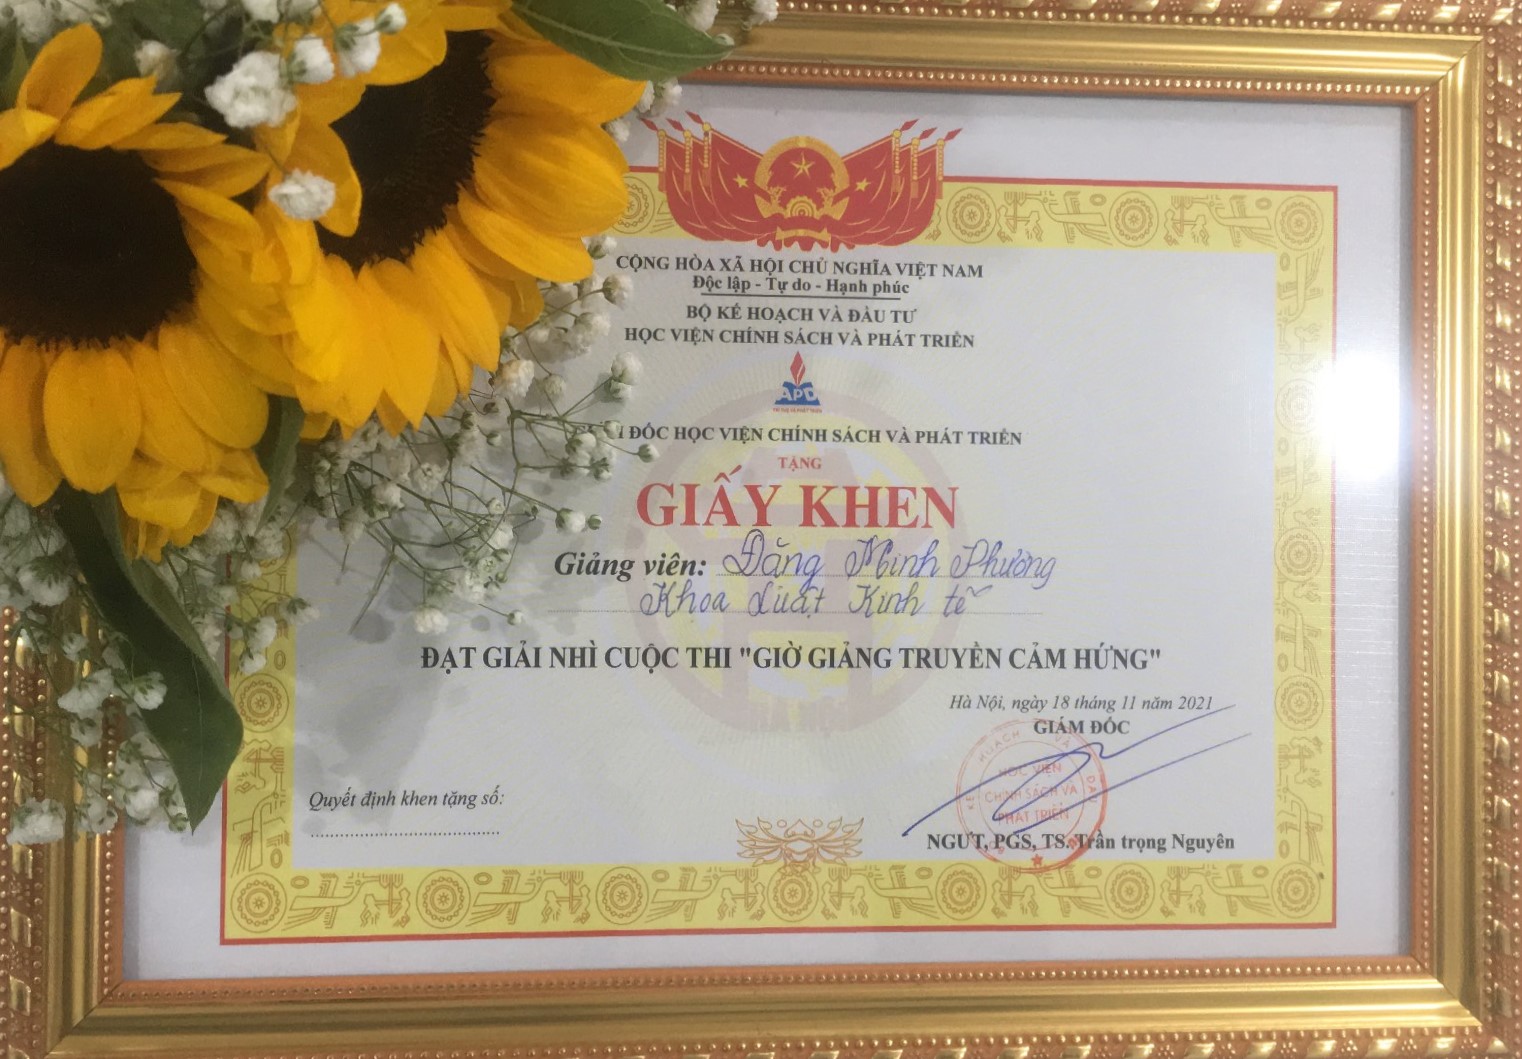 CỘNG HÒA XÃ HỘI CHỦ NGHĨA VIỆT NAM
Độc lập - Tự do - Hạnh phúc
BỘ KẾ HOẠCH VÀ ĐẦU TƯ
HỌC VIỆN CHÍNH SÁCH VÀ PHÁT TRIỂN
APD
ĐỐC HỌC VIỆN CHÍNH SÁCH VÀ PHÁT TRIỂN
TẶNG
GIẤY KHEN
Giảng viên: Đặng Minh Phường
Khoa Luật Kinh tế
ĐẠT GIẢI NHÌ CUỘC THI "GIỜ GIẢNG TRUYỀN CẢM HỨNG"
Hà Nội, ngày 18 tháng 11 năm 2021
GIÁM ĐỐC
HỌC VIỆN
CHÍNH SÁCH VÀ
PHÁT TRIỂN
Quyết định khen tặng số:
NGƯT, PGS, TS. Trần trọng Nguyên